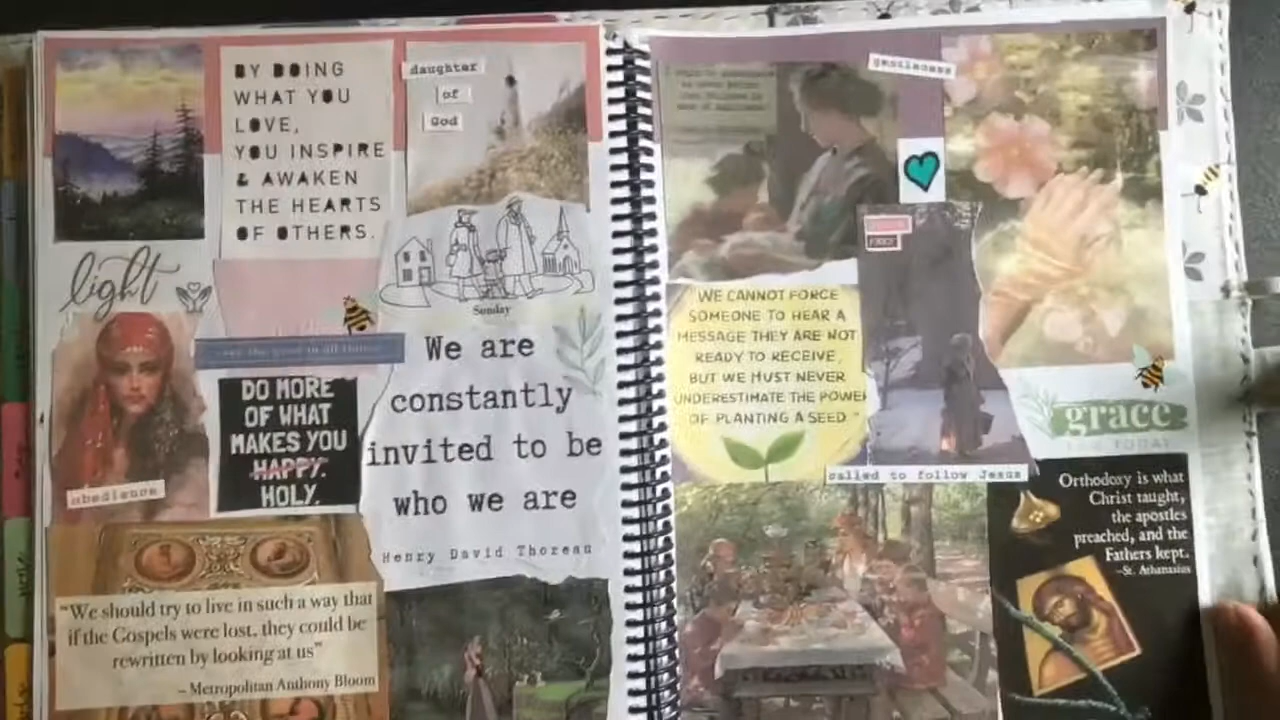 BY DOING
WHAT YOU
LOVE,
YOU INSPIRE
& AWAKEN
THE HEARTS
OF OTHERS.
daughter
of
God
light
Sunday
DO MORE
OF WHAT
MAKES YOU
HAPPY.
HOLY.
We are
constantly
invited to be
who we are
Henry David Thoreau
obedience
"We should try to live in such a way that
if the Gospels were lost, they could be
rewritten by looking at us"
– Metropolitan Anthony Bloom
gentleness
WE CANNOT FORCE
SOMEONE TO HEAR A
MESSAGE THEY ARE NOT
READY TO RECEIVE,
BUT WE MUST NEVER
UNDERESTIMATE THE POWER
OF PLANTING A SEED."
called to follow Jesus
grace
FOR TODAY
Orthodoxy is what
Christ taught,
the apostles
preached, and the
Fathers kept.
–St. Athanasius